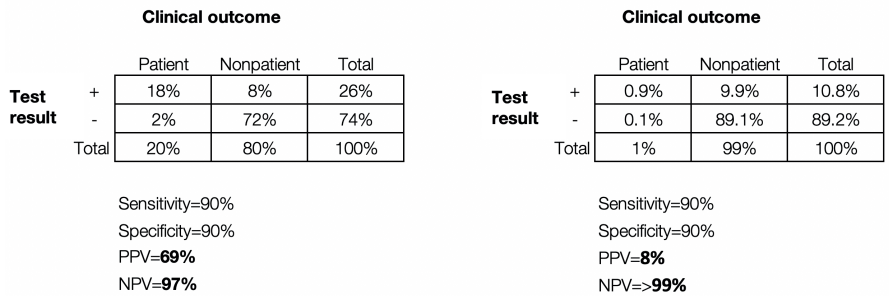 Clinical outcome
Patient Nonpatient Total
Test result
+ 18% 8% 26%
- 2% 72% 74%
Total 20% 80% 100%
Sensitivity=90%
Specificity=90%
PPV=69%
NPV=97%
Clinical outcome
Patient Nonpatient Total
Test result
+ 0.9% 9.9% 10.8%
- 0.1% 89.1% 89.2%
Total 1% 99% 100%
Sensitivity=90%
Specificity=90%
PPV=8%
NPV=>99%